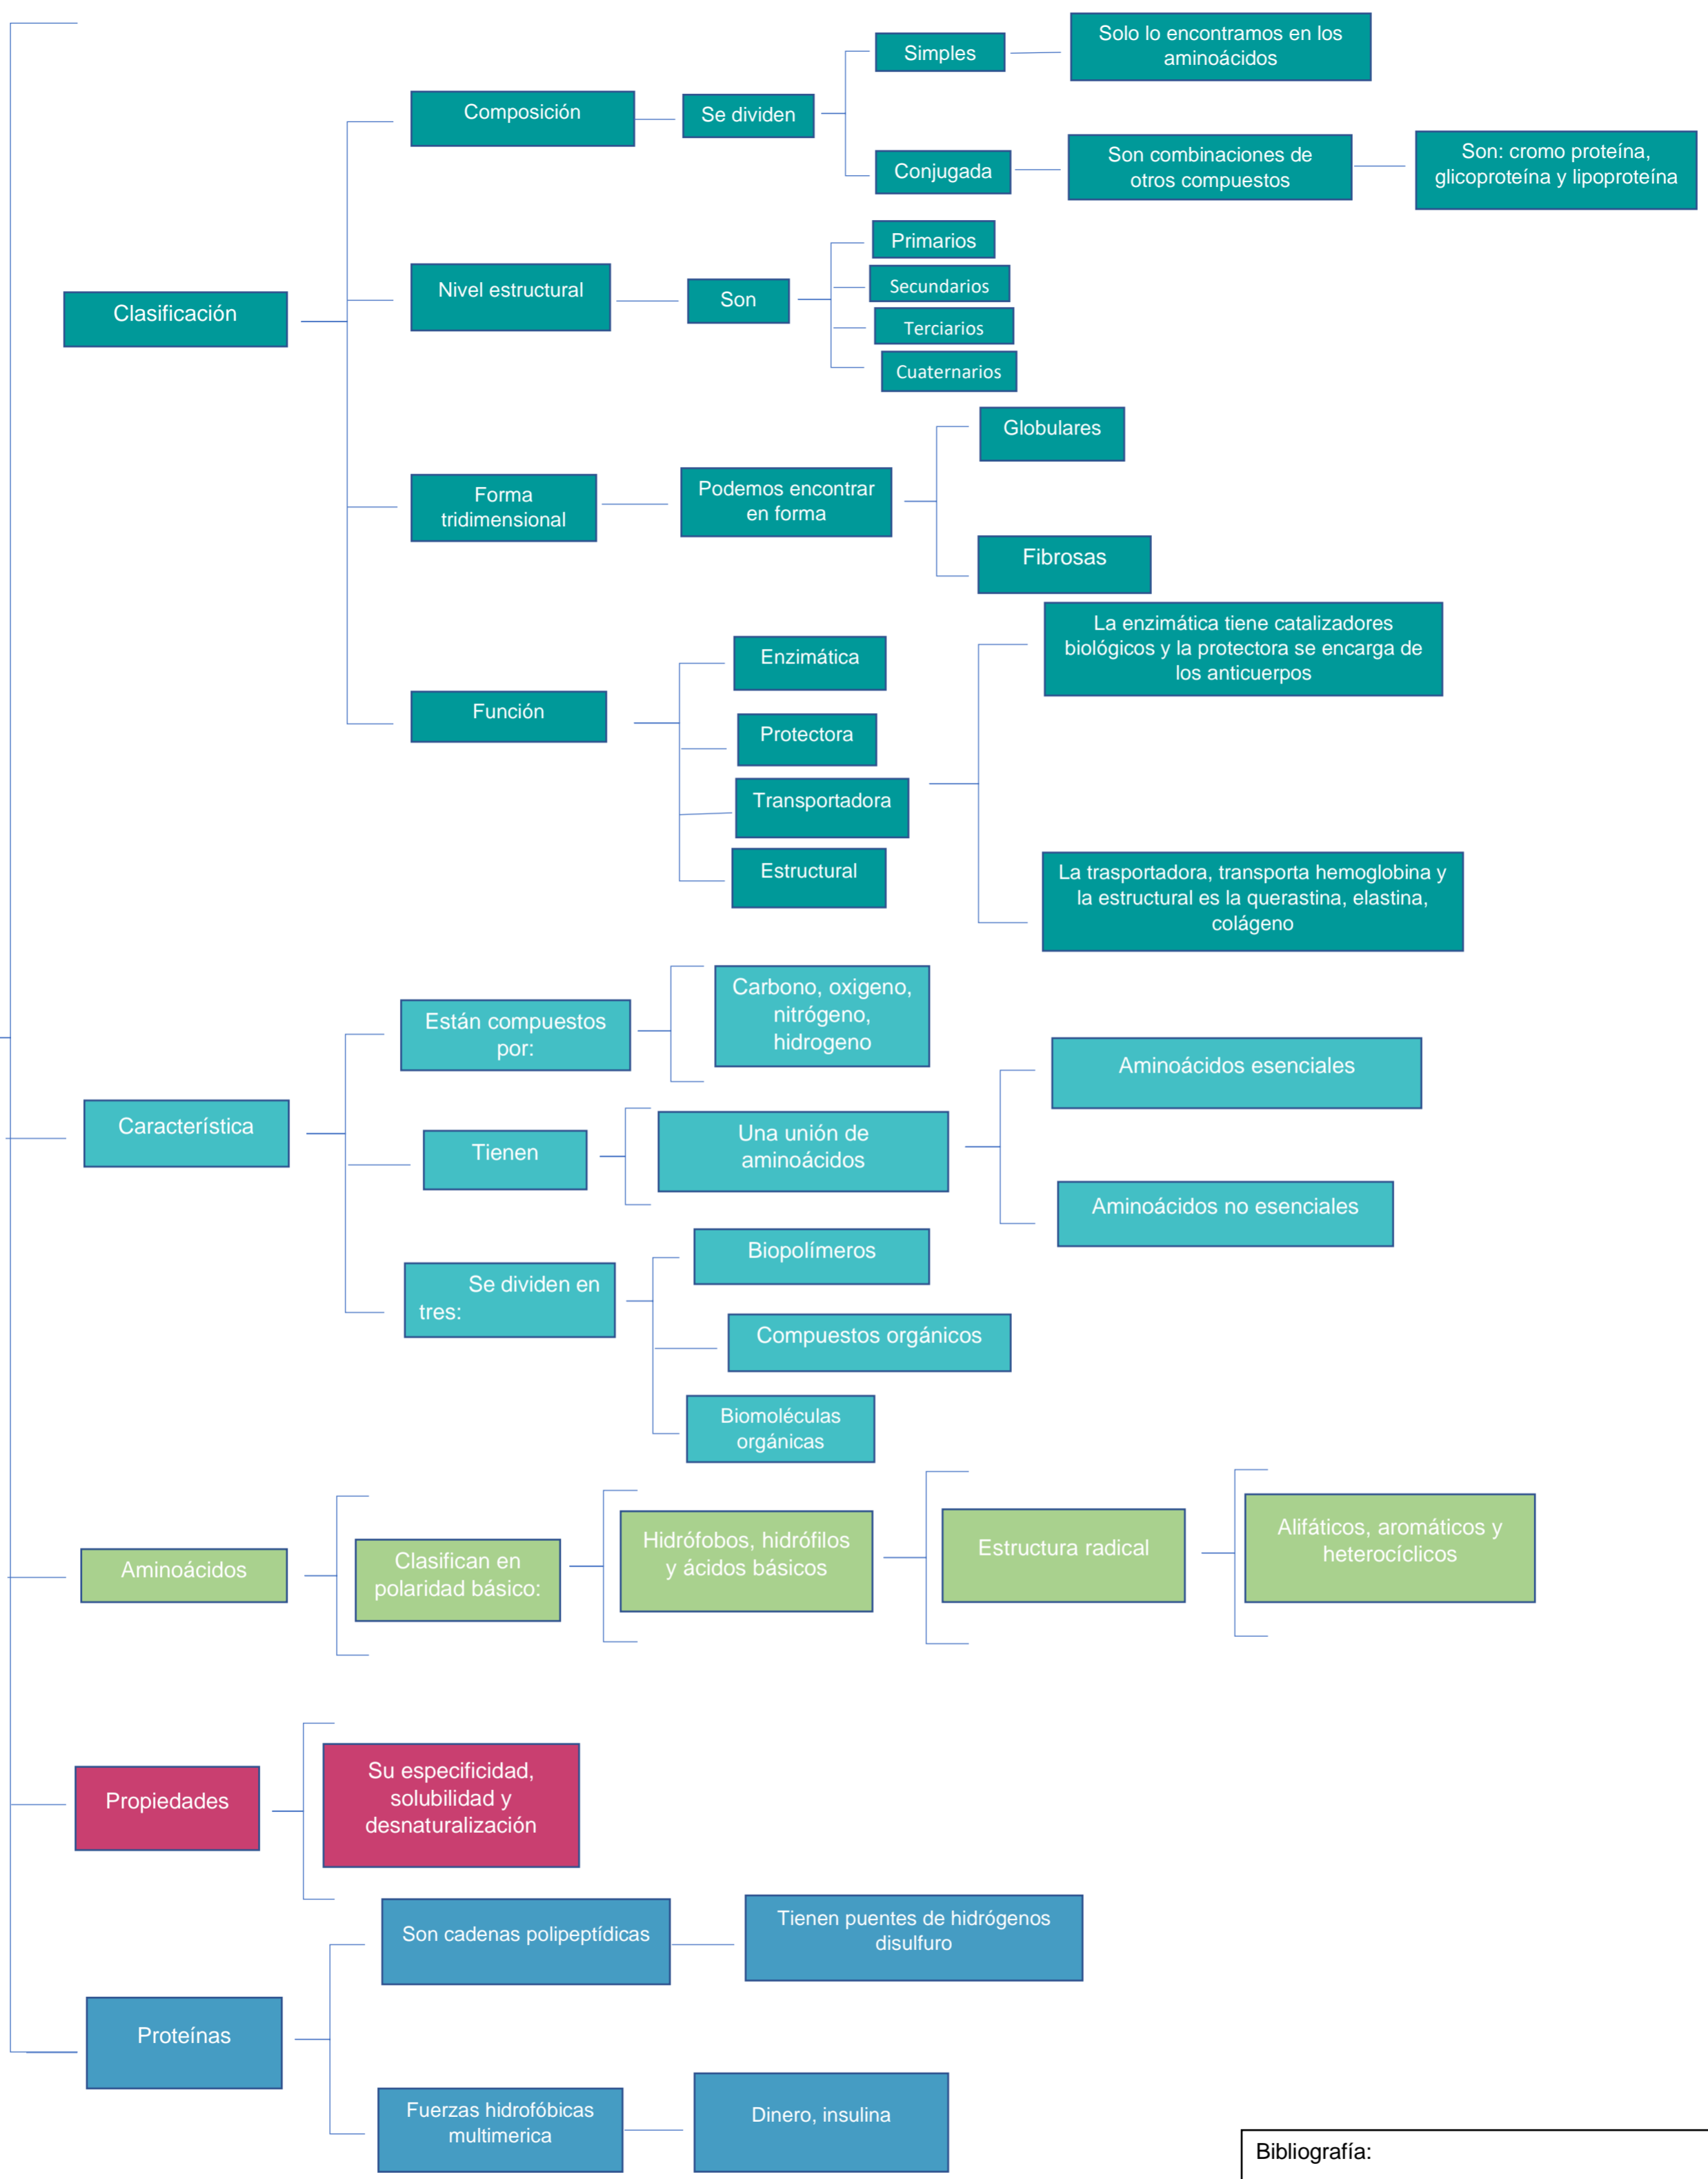 Clasificación
Composición
Se dividen
Simples
Solo lo encontramos en los
aminoácidos
Conjugada
Son combinaciones de
otros compuestos
Son: cromo proteína,
glicoproteína y lipoproteína
Nivel estructural
Son
Primarios
Secundarios
Terciarios
Cuaternarios
Forma
tridimensional
Podemos encontrar
en forma
Globulares
Fibrosas
Función
Enzimática
Protectora
Transportadora
Estructural
La enzimática tiene catalizadores
biológicos y la protectora se encarga de
los anticuerpos
La trasportadora, transporta hemoglobina y
la estructural es la querastina, elastina,
colágeno
Característica
Están compuestos
por:
Carbono, oxigeno,
nitrógeno,
hidrogeno
Tienen
Una unión de
aminoácidos
Aminoácidos esenciales
Aminoácidos no esenciales
Se dividen en
tres:
Biopolímeros
Compuestos orgánicos
Biomoléculas
orgánicas
Aminoácidos
Clasifican en
polaridad básico:
Hidrófobos, hidrófilos
y ácidos básicos
Estructura radical
Alifáticos, aromáticos y
heterocíclicos
Propiedades
Su especificidad,
solubilidad y
desnaturalización
Proteínas
Son cadenas polipeptídicas
Tienen puentes de hidrógenos
disulfuro
Fuerzas hidrofóbicas
multimerica
Dinero, insulina
Bibliografía: